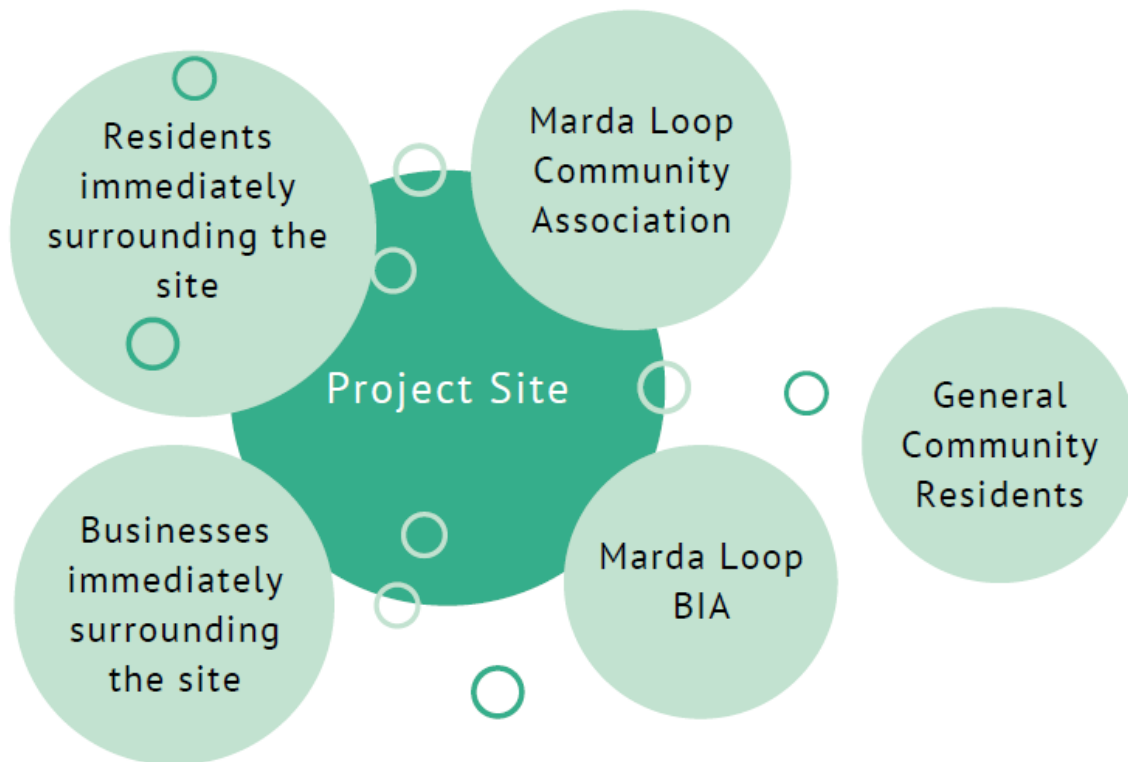 Residents
immediately
surrounding the
site
Marda Loop
Community
Association
Project Site
General
Community
Residents
Businesses
immediately
surrounding
the site
Marda Loop
BIA